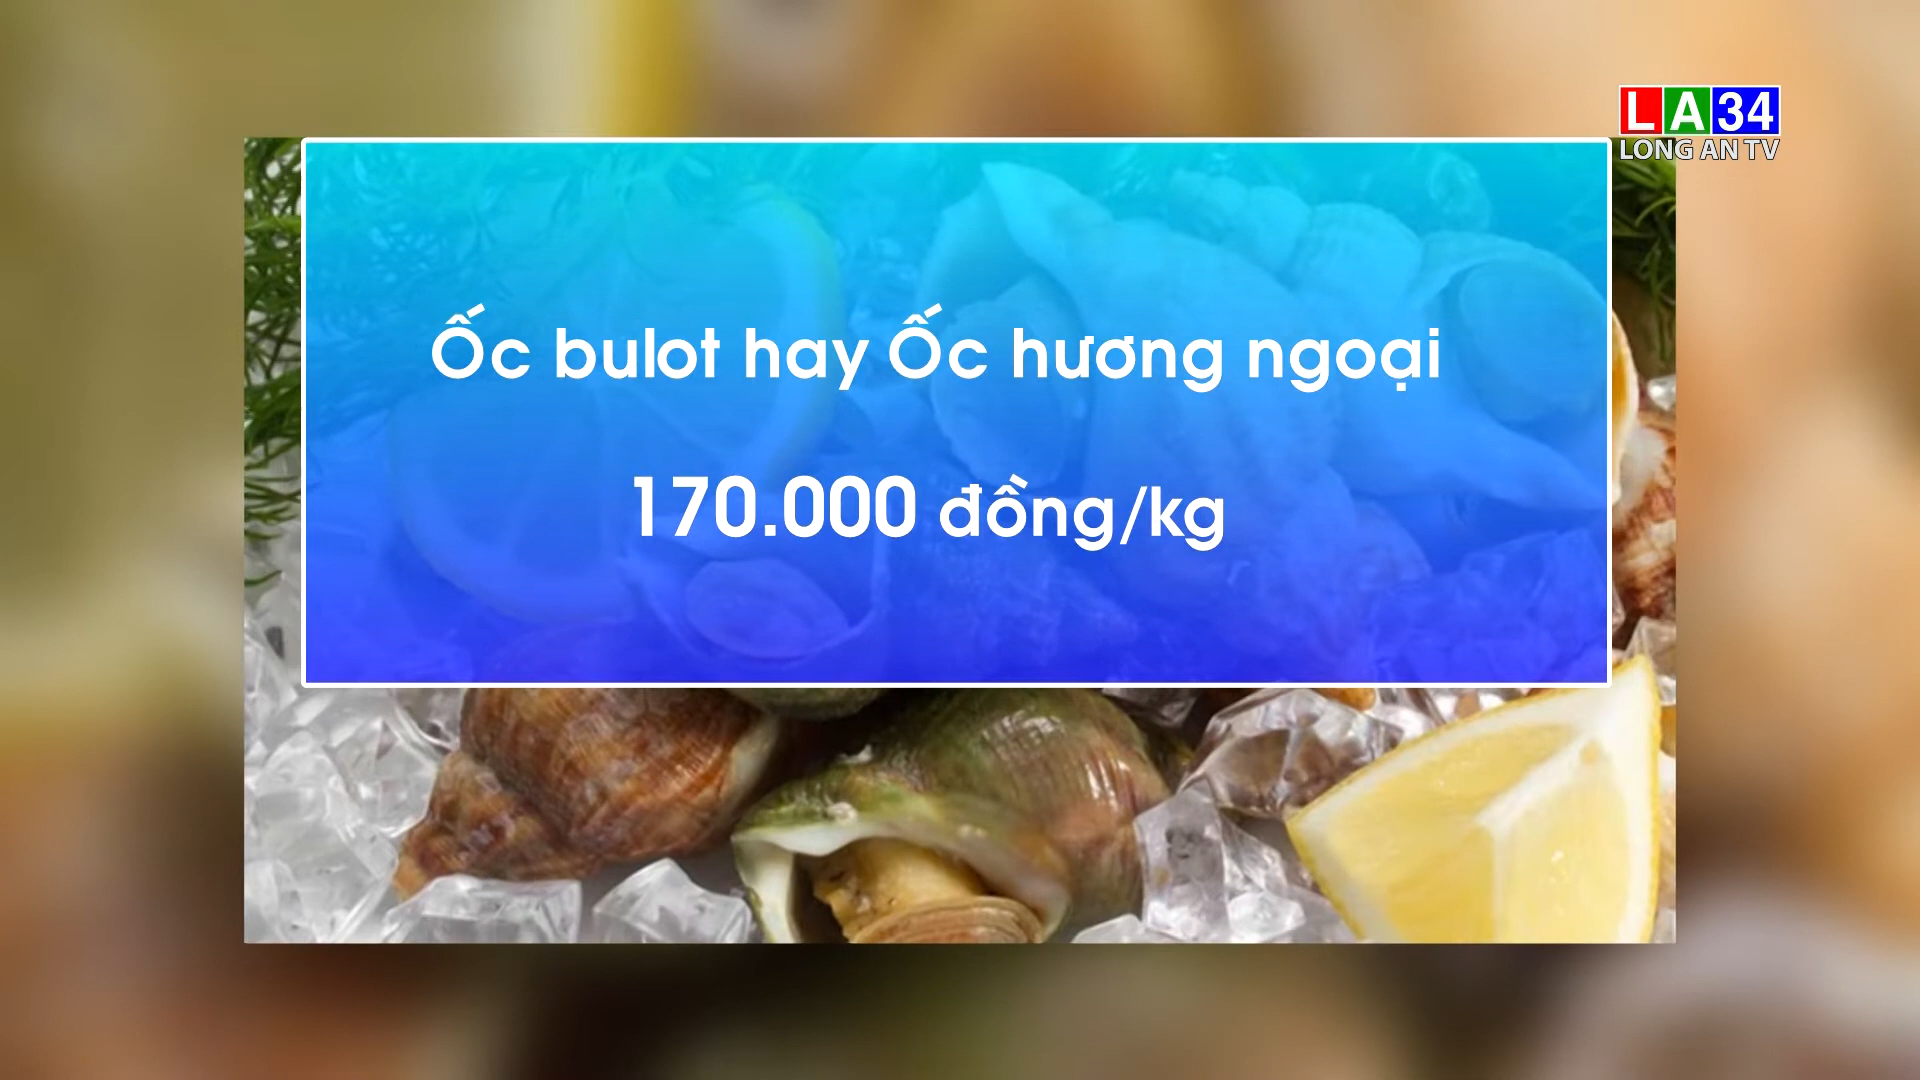 LA34
LONG AN TV
Ốc bulot hay Ốc hương ngoại
170.000 đồng/kg